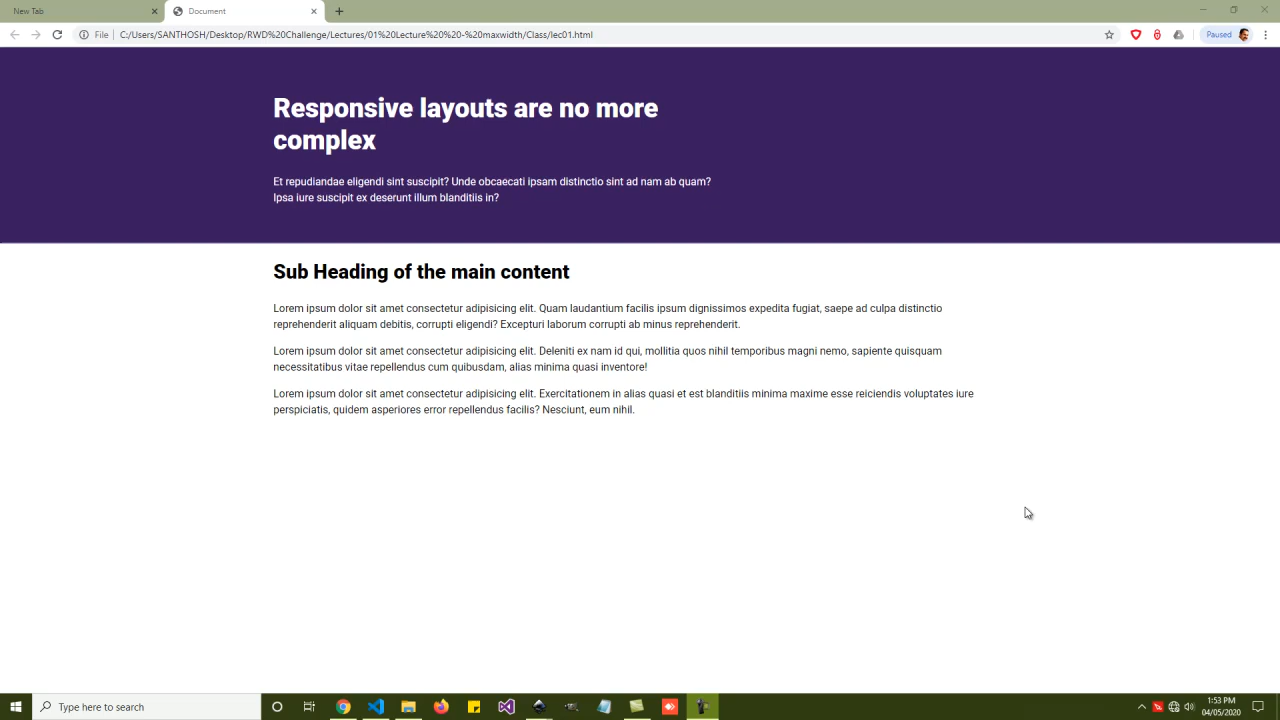 New Tab
Document
File
C:/Users/SANTHOSH/Desktop/RWD%20Challenge/Lectures/01%20Lecture%20%20-%20maxwidth/Class/lec01.html
Paused
Responsive layouts are no more
complex
Et repudiandae eligendi sint suscipit? Unde obcaecati ipsam distinctio sint ad nam ab quam?
Ipsa iure suscipit ex deserunt illum blanditiis in?
Sub Heading of the main content
Lorem ipsum dolor sit amet consectetur adipisicing elit. Quam laudantium facilis ipsum dignissimos expedita fugiat, saepe ad culpa distinctio
reprehenderit aliquam debitis, corrupti eligendi? Excepturi laborum corrupti ab minus reprehenderit.
Lorem ipsum dolor sit amet consectetur adipisicing elit. Deleniti ex nam id qui, mollitia quos nihil temporibus magni nemo, sapiente quisquam
necessitatibus vitae repellendus cum quibusdam, alias minima quasi inventore!
Lorem ipsum dolor sit amet consectetur adipisicing elit. Exercitationem in alias quasi et est blanditiis minima maxime esse reiciendis voluptates iure
perspiciatis, quidem asperiores error repellendus facilis? Nesciunt, eum nihil.
Type here to search
1:53 PM
04/05/2020